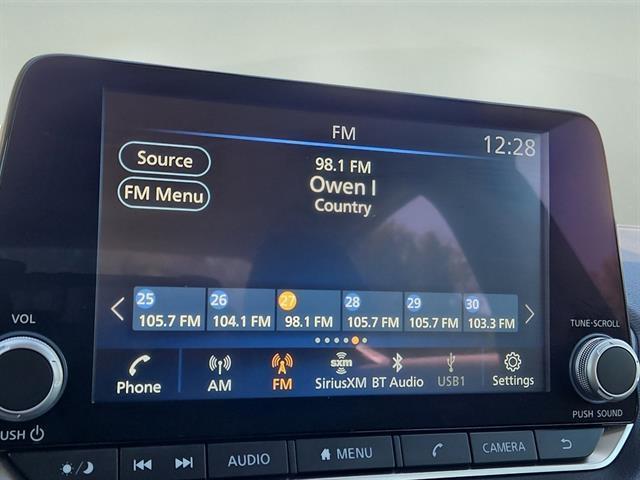 FM
12:28
Source
98.1 FM
FM Menu
Owen I
Country
25 26 27 28 29 30
105.7 FM 104.1 FM 98.1 FM 105.7 FM 105.7 FM 103.3 FM
Phone AM FM sxm SiriusXM BT Audio USB1 Settings
VOL
PUSH
TUNE·SCROLL
PUSH SOUND
AUDIO MENU CAMERA